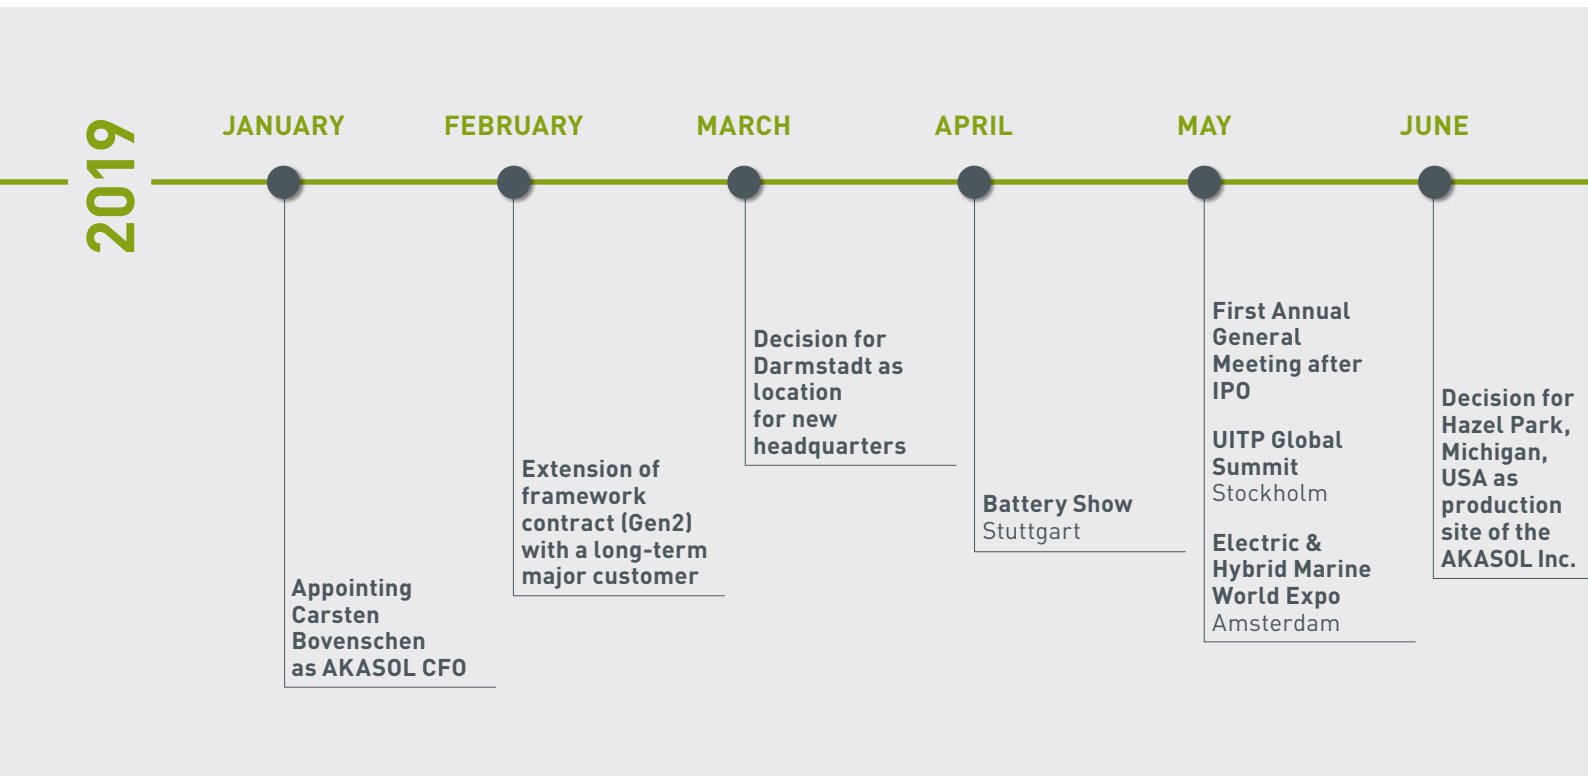 2019
JANUARY
Appointing
Carsten
Bovenschen
as AKASOL CFO
FEBRUARY
Extension of
framework
contract (Gen2)
with a long-term
major customer
MARCH
Decision for
Darmstadt as
location
for new
headquarters
APRIL
Battery Show
Stuttgart
MAY
First Annual
General
Meeting after
IPO
UITP Global
Summit
Stockholm
Electric &
Hybrid Marine
World Expo
Amsterdam
JUNE
Decision for
Hazel Park,
Michigan,
USA as
production
site of the
AKASOL Inc.